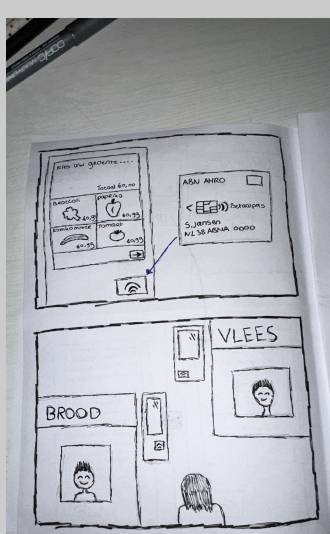 Kies uw groente ....
Totaal €0,00
Broccoli
€0,99
paprika
€0,99
komkommer
€0,99
Tomaat
€0,99
ABN AHRO
Betaalpas
S.Jansen
NL38 ABNA 0000
VLEES
BROOD